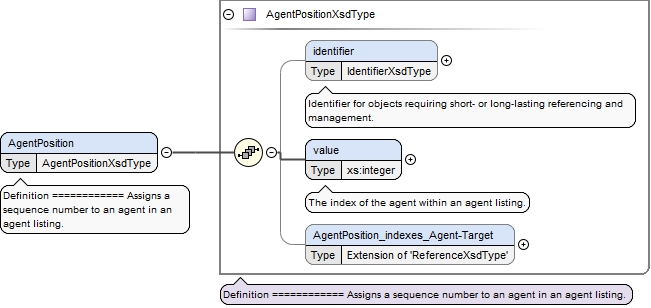 AgentPositionXsdType
identifier
Type IdentifierXsdType
Identifier for objects requiring short- or long-lasting referencing and
management.
AgentPosition
Type AgentPositionXsdType
Definition ============ Assigns a
sequence number to an agent in an
agent listing.
value
Type xs:integer
The index of the agent within an agent listing.
AgentPosition_indexes_Agent-Target
Type Extension of 'ReferenceXsdType'
Definition ============ Assigns a sequence number to an agent in an agent listing.